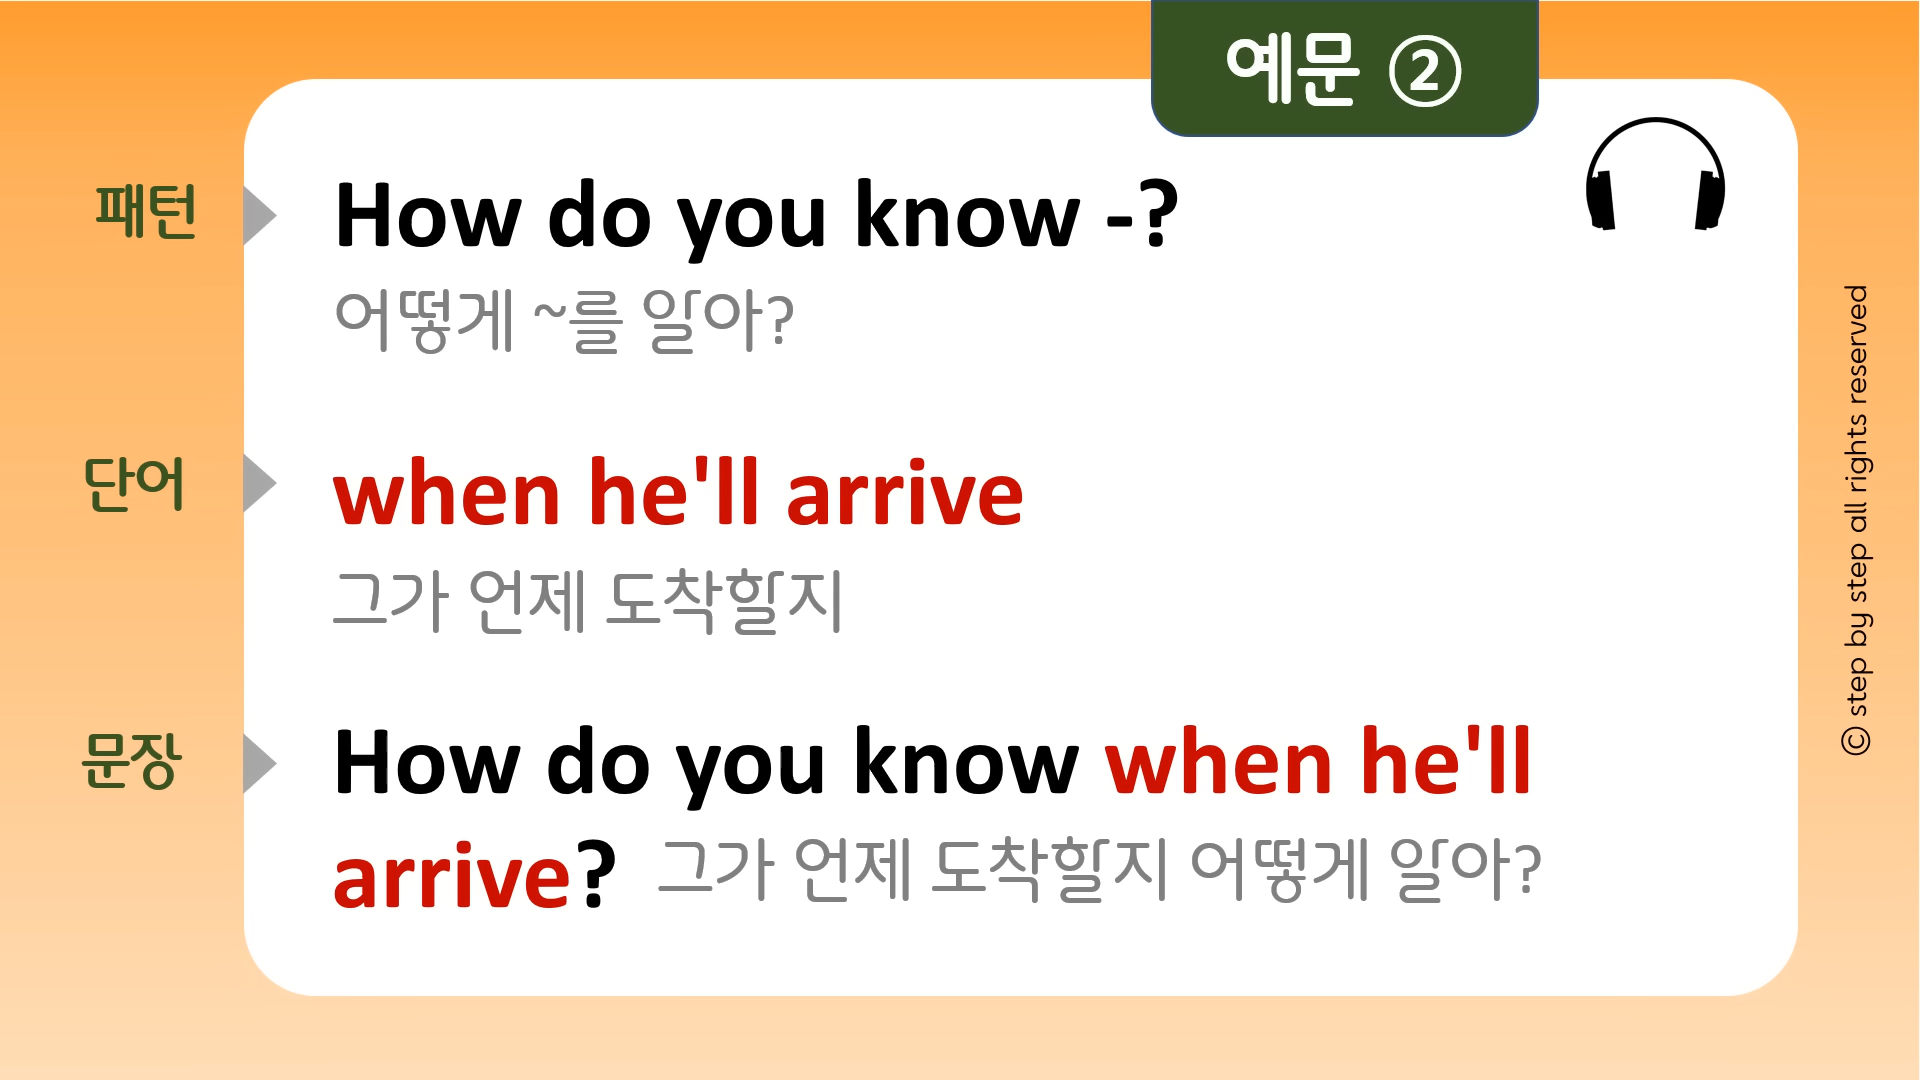 예문 ②
패턴
How do you know -?
어떻게 ~를 알아?
단어
when he'll arrive
그가 언제 도착할지
문장
How do you know when he'll
arrive? 그가 언제 도착할지 어떻게 알아?
ⓒ step by step all rights reserved